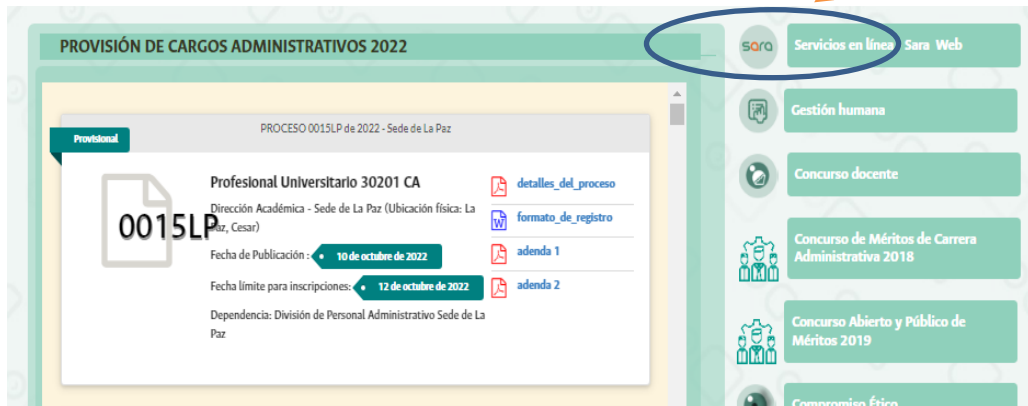 PROVISIÓN DE CARGOS ADMINISTRATIVOS 2022
PROCESO 0015LP de 2022 - Sede de La Paz
Provisional
0015LP
Profesional Universitario 30201 CA
Dirección Académica - Sede de La Paz (Ubicación física: La
Paz, Cesar)
Fecha de Publicación : 10 de octubre de 2022
Fecha límite para inscripciones: 12 de octubre de 2022
Dependencia: División de Personal Administrativo Sede de La
Paz
detalles_del_proceso
formato_de_registro
adenda 1
adenda 2
sara
Servicios en línea Sara Web
Gestión humana
Concurso docente
Concurso de Méritos de Carrera
Administrativa 2018
Concurso Abierto y Público de
Méritos 2019
Compromiso Ético